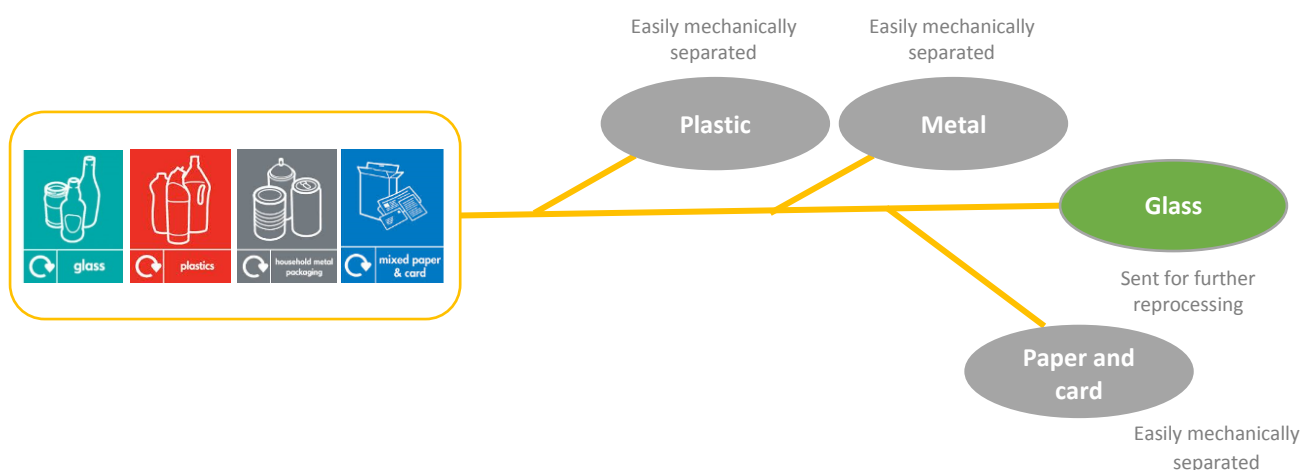 Easily mechanically
separated
Easily mechanically
separated
Plastic
Metal
glass
plastics
household metal
packaging
mixed paper
& card
Glass
Sent for further
reprocessing
Paper and
card
Easily mechanically
separated